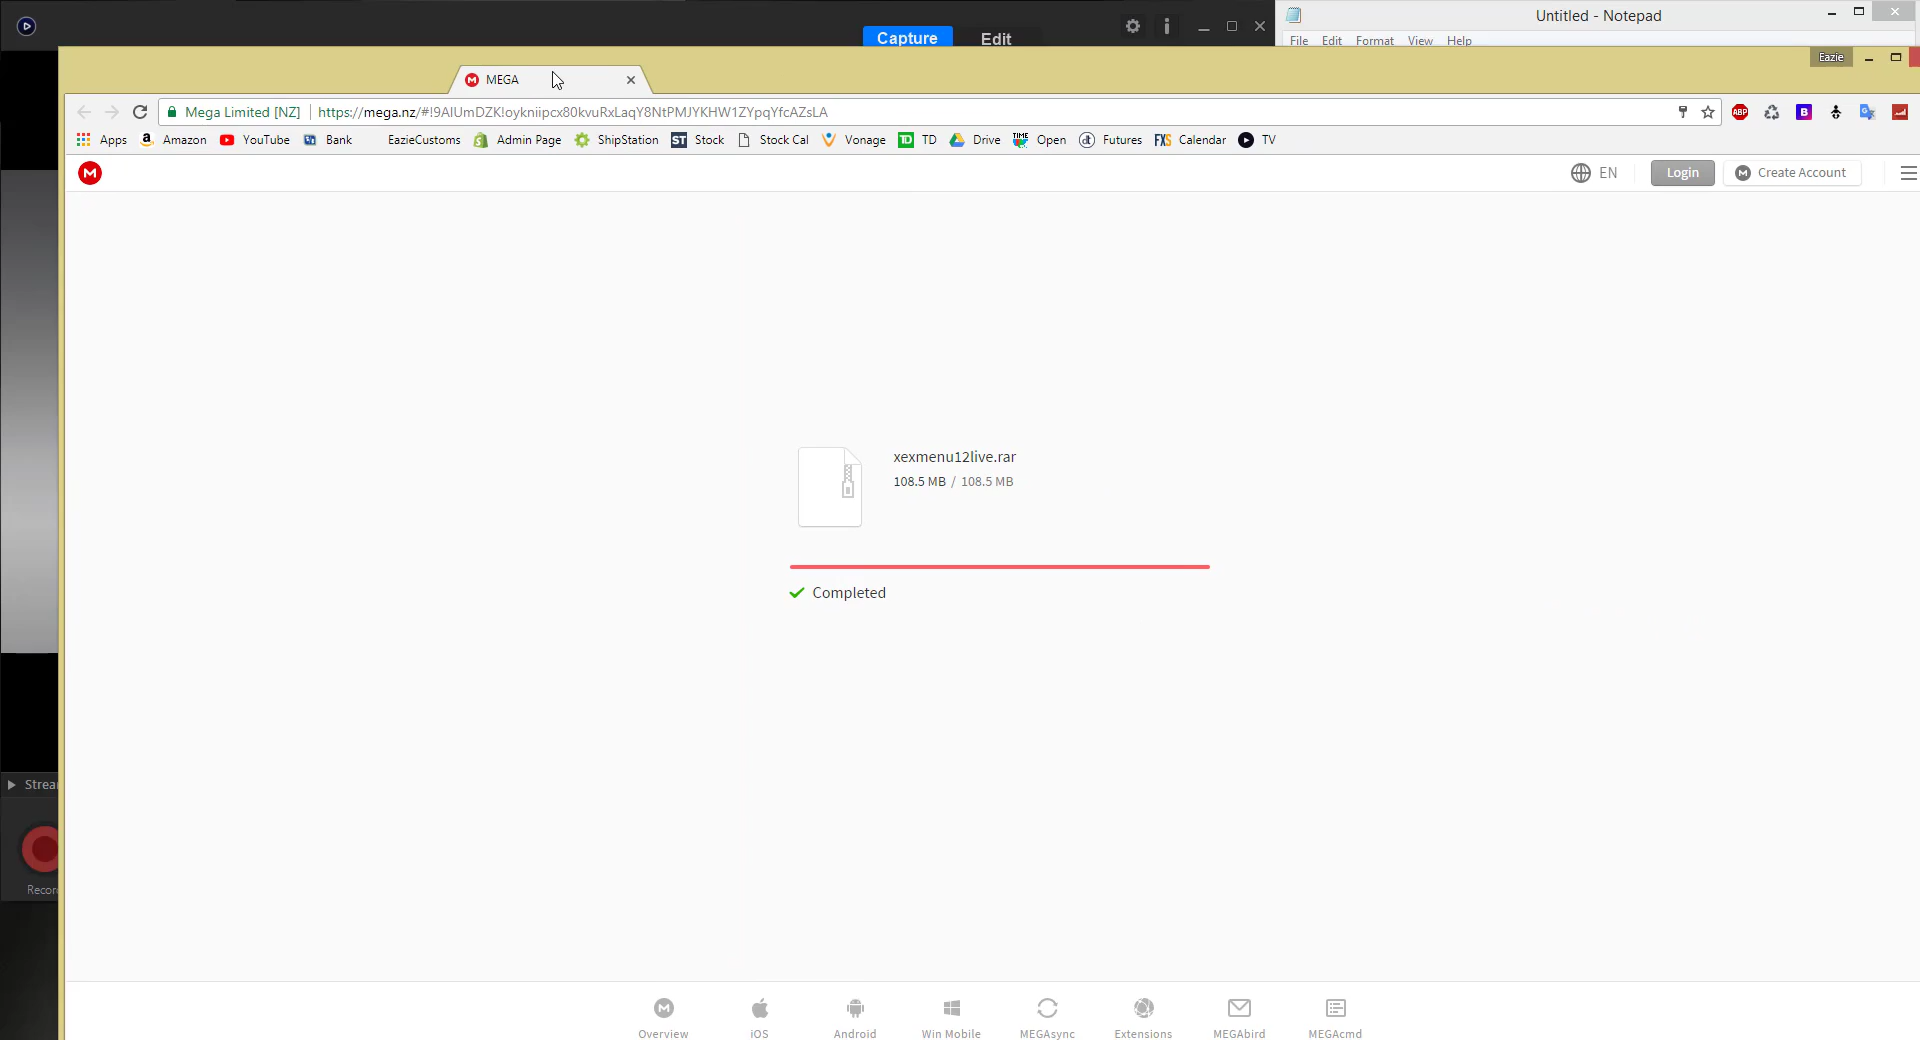 Capture Edit
Untitled - Notepad
File Edit Format View Help
Eazie
MEGA
Mega Limited [NZ] https://mega.nz/#!9AlUmDZK!oykniipcx80kvuRxLaqY8NtPMJYKHW1ZYpqYfcAZsLA
ABP
Apps Amazon YouTube Bank EazieCustoms Admin Page ShipStation Stock Stock Cal Vonage TD Drive Open Futures Calendar TV
EN Login Create Account
xexmenu12live.rar
108.5 MB / 108.5 MB
Completed
Strea
Recor
Overview iOS Android Win Mobile MEGAsync Extensions MEGAbird MEGAcmd